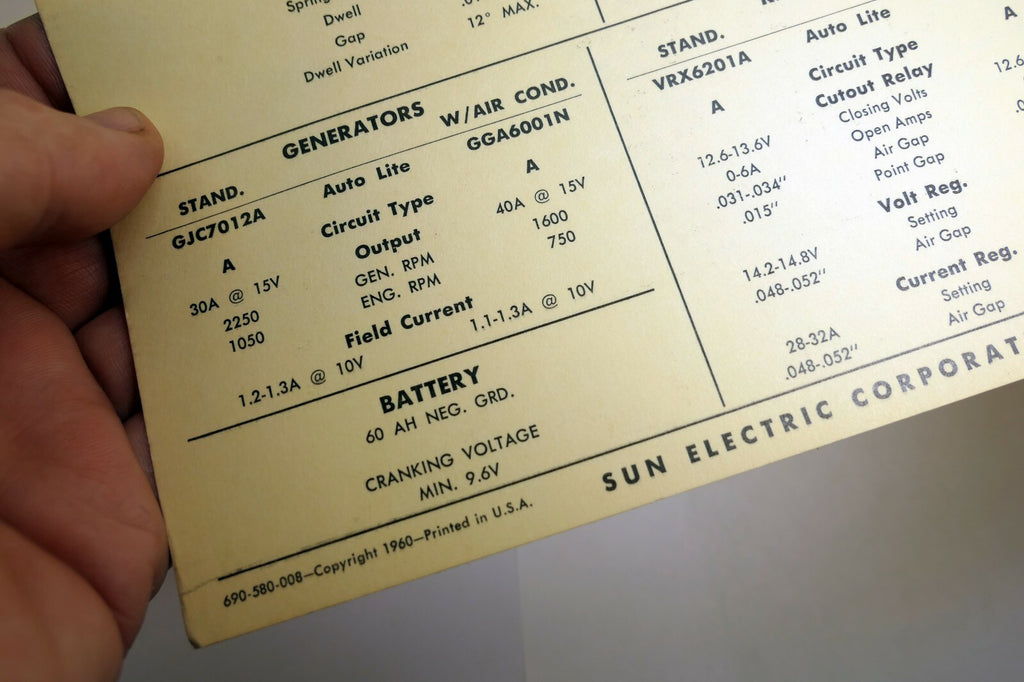 Dwell
Gap
Dwell Variation 12° MAX.
GENERATORS
STAND. W/AIR COND.
GJC7012A Auto Lite GGA6001N
A Circuit Type A
30A @ 15V Output 40A @ 15V
2250 GEN. RPM 1600
1050 ENG. RPM 750
Field Current
1.2-1.3A @ 10V 1.1-1.3A @ 10V
BATTERY
60 AH NEG. GRD.
CRANKING VOLTAGE
MIN. 9.6V
STAND.
VRX6201A Auto Lite
A Circuit Type A
Cutout Relay
12.6-13.6V Closing Volts
0-6A Open Amps
.031-.034" Air Gap
.015" Point Gap
Volt Reg.
14.2-14.8V Setting
.048-.052" Air Gap
Current Reg.
28-32A Setting
.048-.052" Air Gap
SUN ELECTRIC CORPORAT
690-580-008—Copyright 1960—Printed in U.S.A.